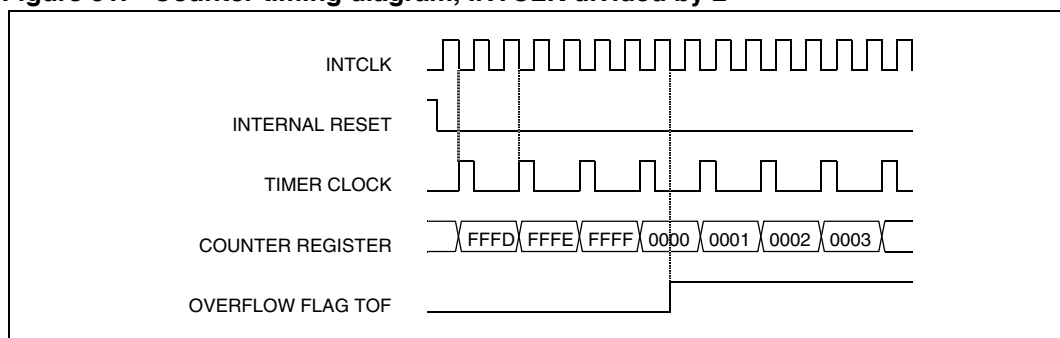 Figure Counter timing diagram, INTCLK divided by 2
INTCLK
INTERNAL RESET
TIMER CLOCK
COUNTER REGISTER FFFD FFFE FFFF 0000 0001 0002 0003
OVERFLOW FLAG TOF